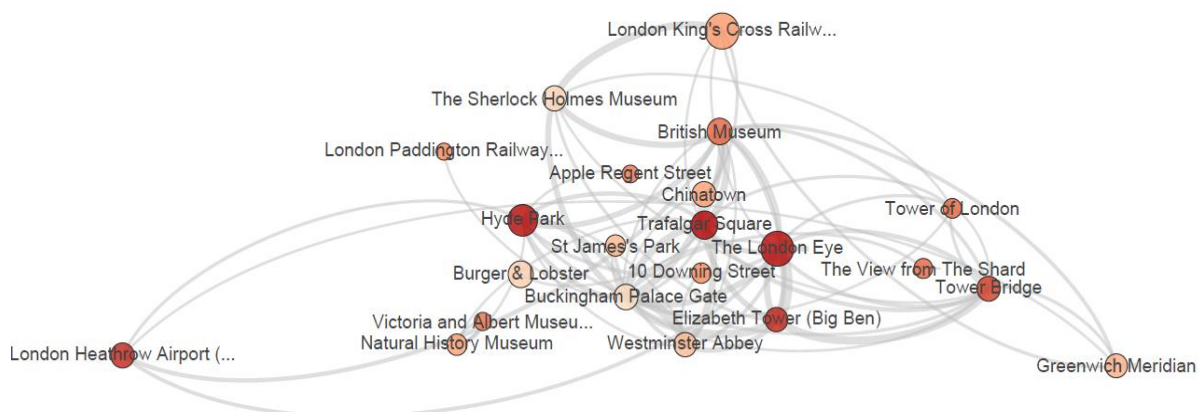 London King's Cross Railw...
The Sherlock Holmes Museum
British Museum
London Paddington Railway...
Apple Regent Street
Chinatown
Tower of London
Hyde Park
Trafalgar Square
St James's Park
The London Eye
Burger & Lobster
10 Downing Street
The View from The Shard
Tower Bridge
Buckingham Palace Gate
Victoria and Albert Museu...
Elizabeth Tower (Big Ben)
Natural History Museum
Westminster Abbey
London Heathrow Airport (...
Greenwich Meridian